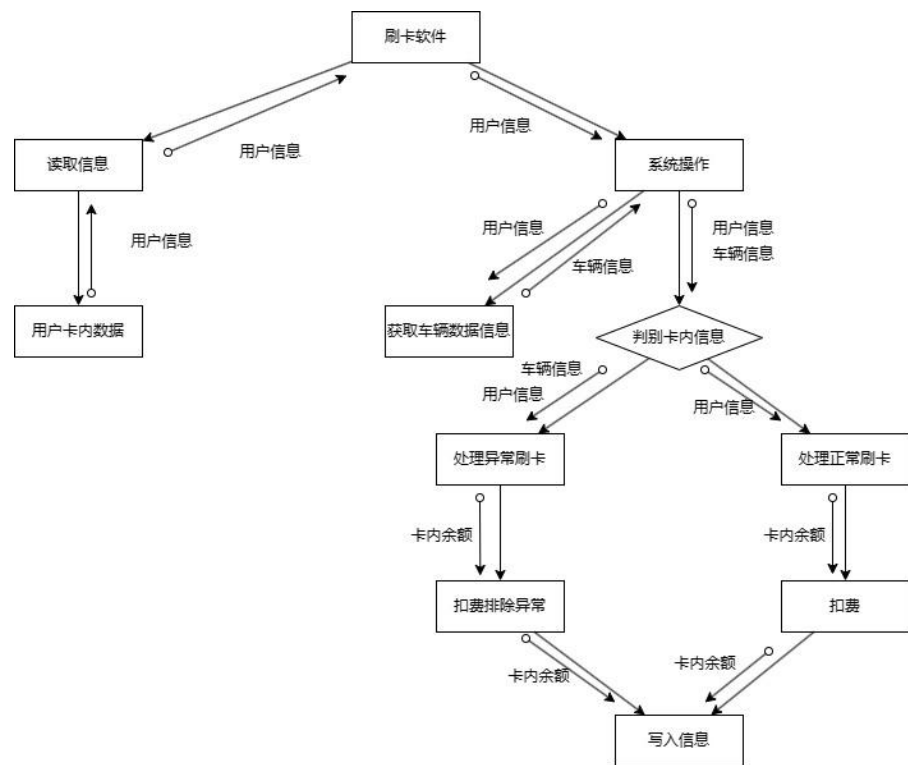 刷卡软件
用户信息
用户信息
读取信息
系统操作
用户信息
用户信息
用户信息
车辆信息
车辆信息
用户卡内数据
获取车辆数据信息
判别卡内信息
车辆信息
用户信息
用户信息
处理异常刷卡
处理正常刷卡
卡内余额
卡内余额
扣费排除异常
扣费
卡内余额
卡内余额
写入信息